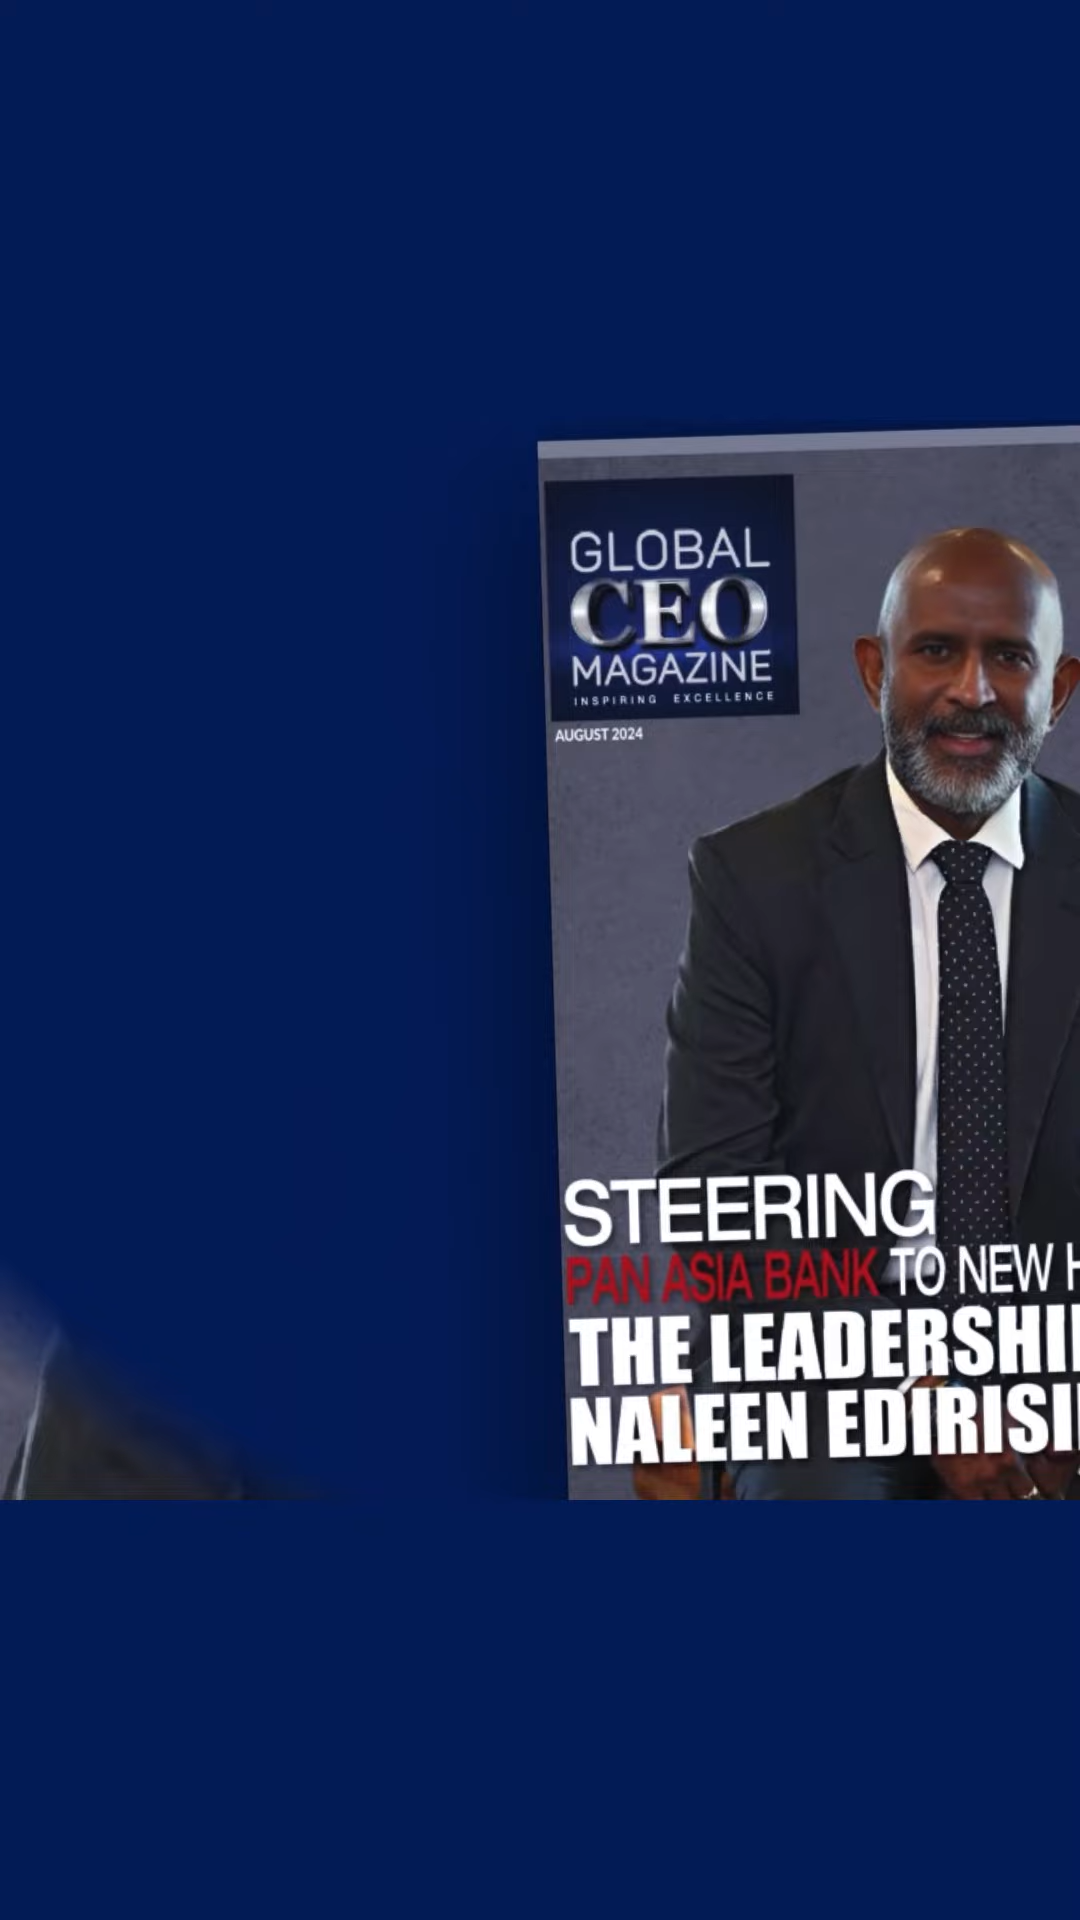 GLOBAL
CEO
MAGAZINE
INSPIRING EXCELLENCE
AUGUST 2024
STEERING
PAN ASIA BANK TO NEW H
THE LEADERSHI
NALEEN EDIRISI